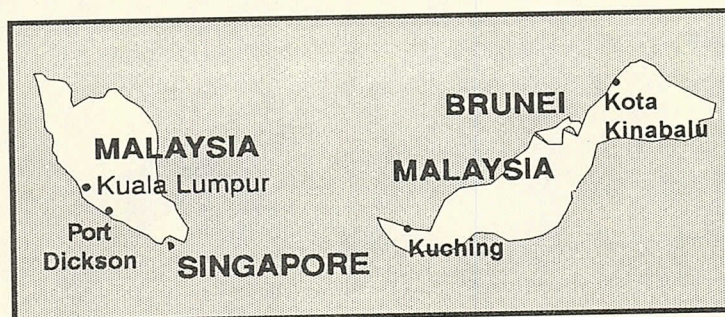 MALAYSIA
Kuala Lumpur
Port
Dickson
SINGAPORE
BRUNEI
Kota
Kinabalu
MALAYSIA
Kuching